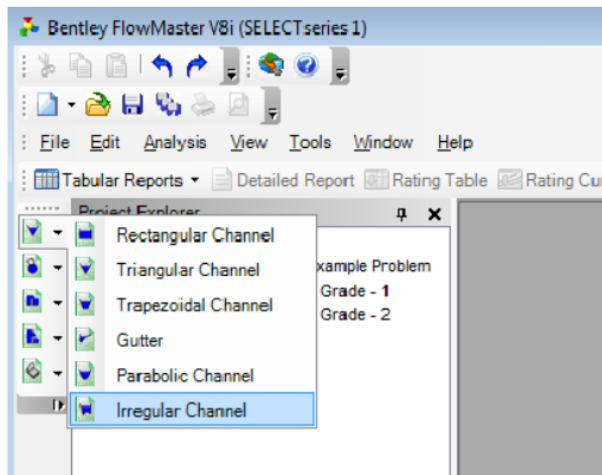 Bentley FlowMaster V8i (SELECTseries 1)
File Edit Analysis View Tools Window Help
Tabular Reports Detailed Report Rating Table Rating Cu
Project Explorer
Rectangular Channel
Triangular Channel
xample Problem
Grade - 1
Trapezoidal Channel
Grade - 2
Gutter
Parabolic Channel
Irregular Channel